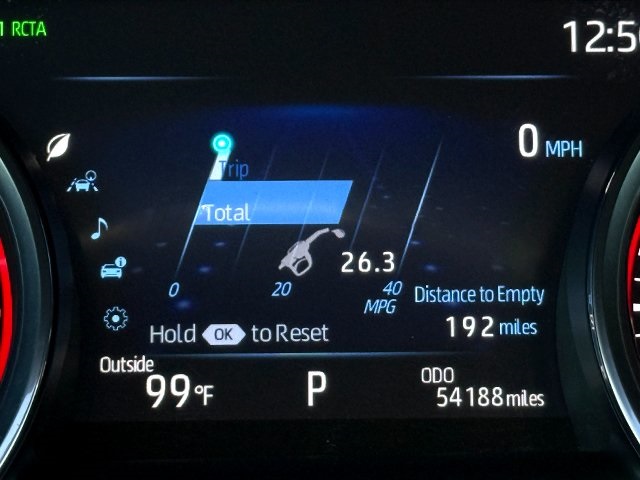 RCTA
12:5
0 MPH
Trip
Total
26.3
0 20 40
MPG
Distance to Empty
192 miles
Hold OK to Reset
Outside
99°F
P
ODO
54188 miles